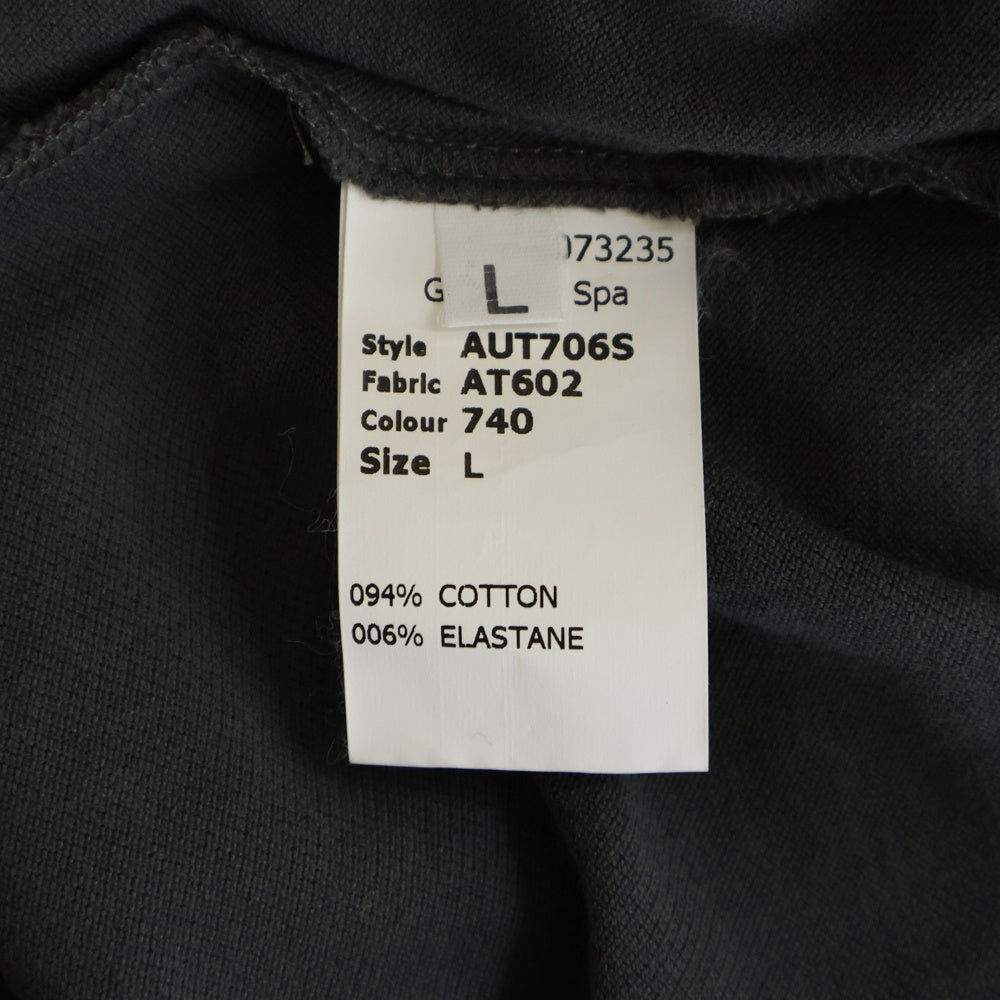 073235
Spa
L
Style AUT706S
Fabric AT602
Colour 740
Size L
094% COTTON
006% ELASTANE